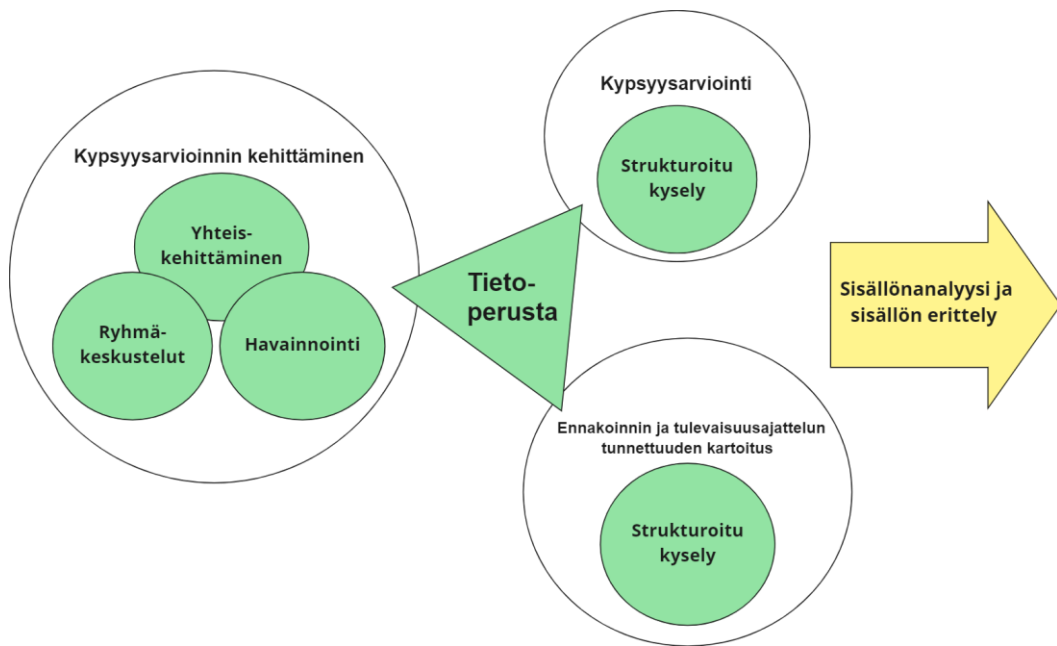 Kypsyysarvioinnin kehittäminen
Yhteis-
kehittäminen
Ryhmä-
keskustelut
Havainnointi
Tieto-
perusta
Kypsyysarviointi
Strukturoitu
kysely
Ennakoinnin ja tulevaisuusajattelun
tunnettuuden kartoitus
Strukturoitu
kysely
Sisällönanalyysi ja
sisällön erittely